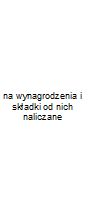 na wynagrodzenia i
składki od nich
naliczane